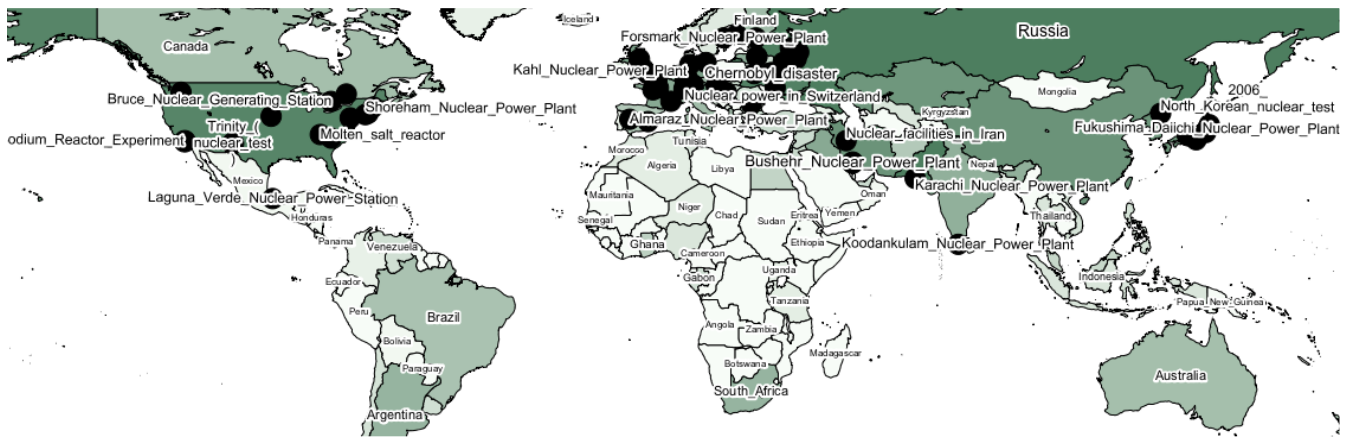 Iceland
Finland
Russia
Canada
Forsmark_Nuclear_Power_Plant
Kahl_Nuclear_Power_Plant
Chernobyl_disaster
Mongolia
2006_
North_Korean_nuclear_test
Bruce_Nuclear_Generating_Station
Shoreham_Nuclear_Power_Plant
Nuclear_power_in_Switzerland
Kyrgyzstan
Trinity_(
nuclear_test
Molten_salt_reactor
odium_Reactor_Experiment
Almaraz_Nuclear_Power_Plant
Nuclear_facilities_in_Iran
Fukushima_Daiichi_Nuclear_Power_Plant
Morocco
Tunisia
Algeria
Libya
Bushehr_Nuclear_Power_Plant
Nepal
Mexico
Laguna_Verde_Nuclear_Power_Station
Karachi_Nuclear_Power_Plant
Mauritania
Niger
Chad
Sudan
Eritrea
Yemen
Oman
Thailand
Honduras
Senegal
Panama
Venezuela
Ghana
Cameroon
Ethiopia
Koodankulam_Nuclear_Power_Plant
Ecuador
Gabon
Uganda
Indonesia
Peru
Brazil
Tanzania
Papua_New_Guinea
Bolivia
Angola
Zambia
Madagascar
Paraguay
Botswana
South_Africa
Australia
Argentina